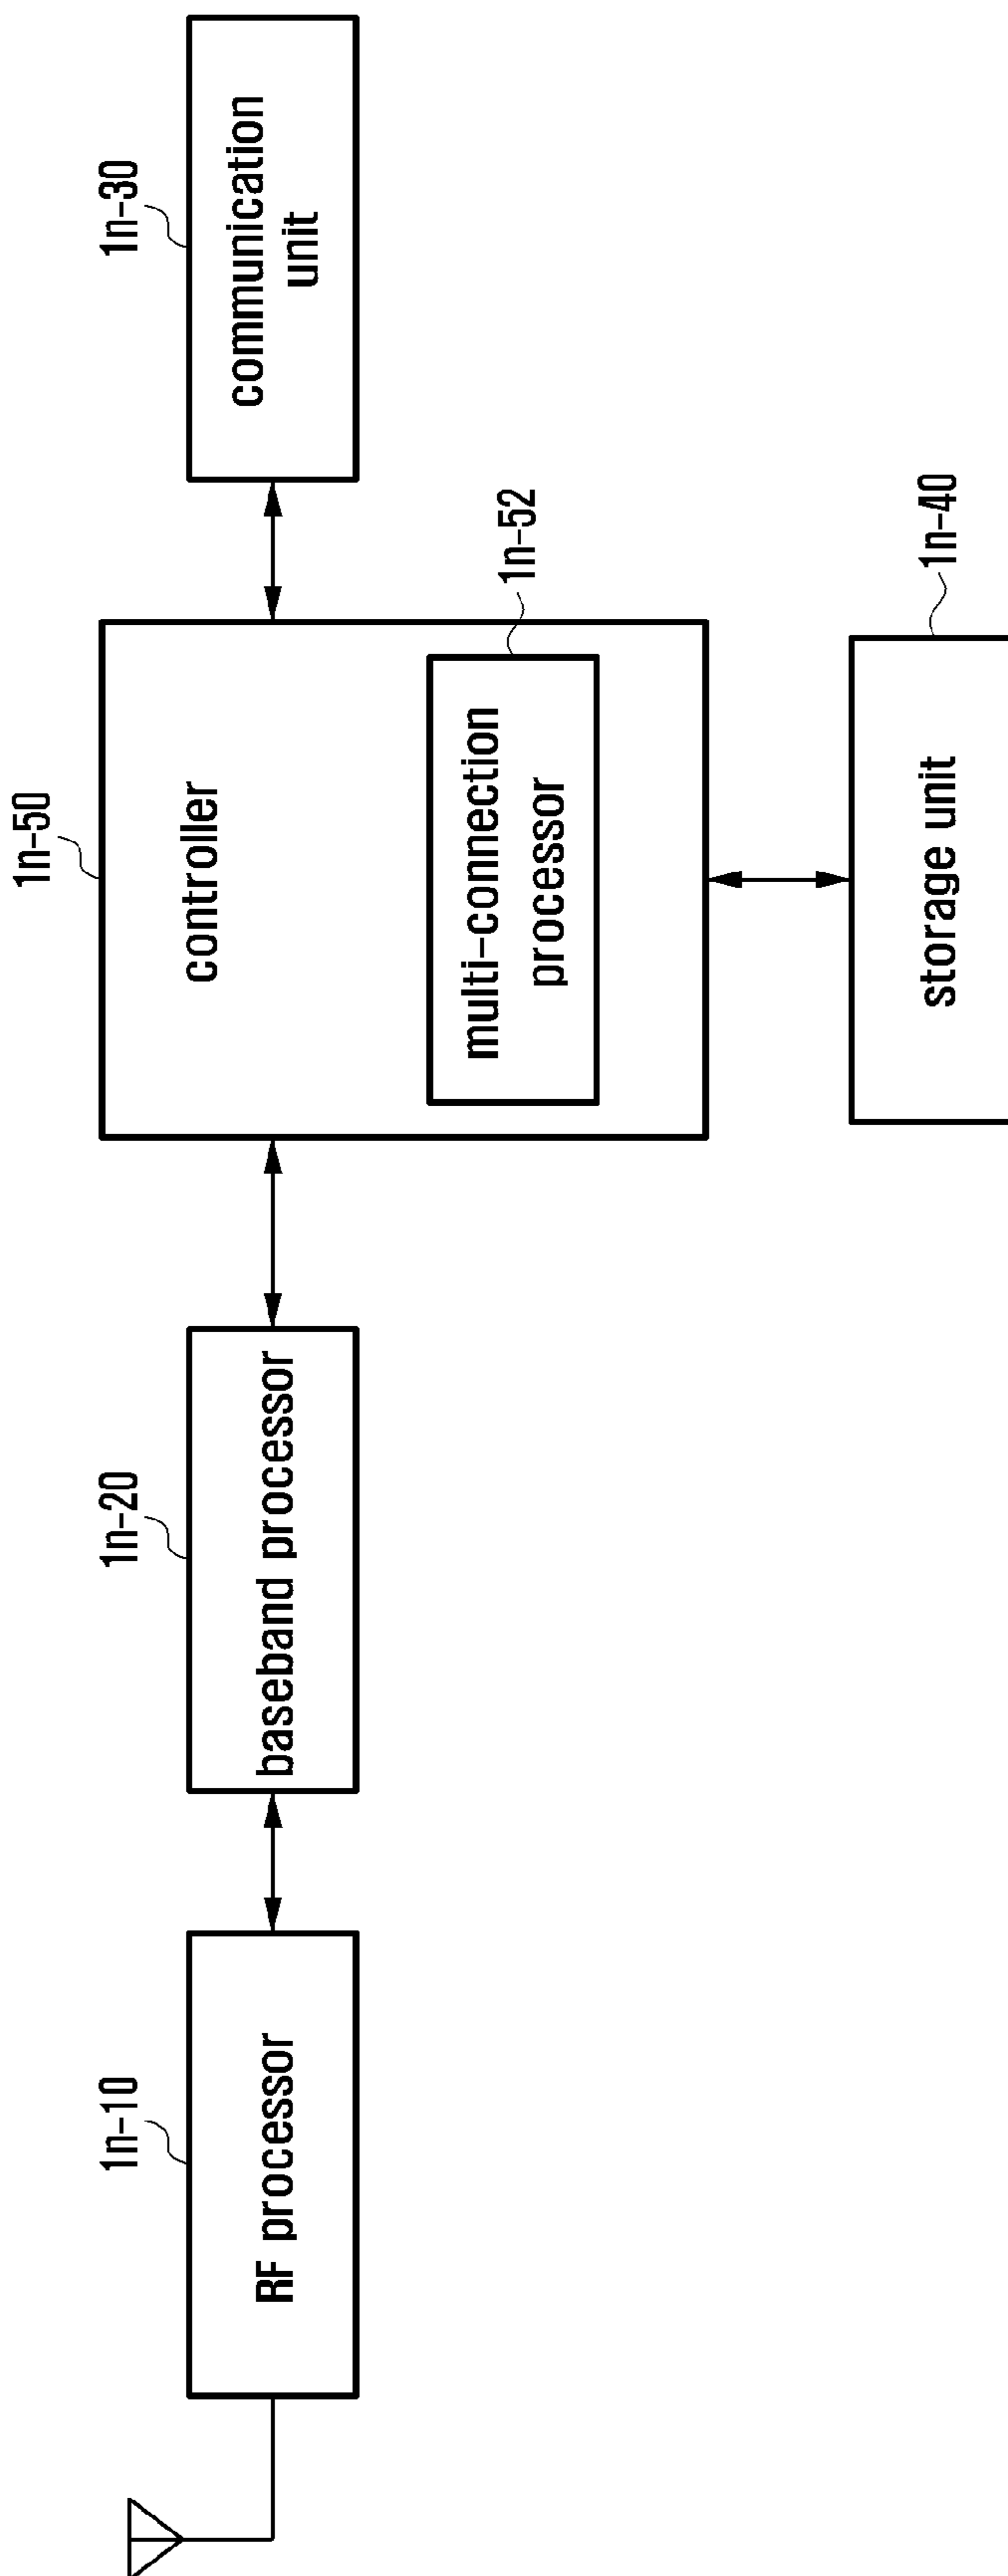 1n-10
RF processor
1n-20
baseband processor
1n-50
controller
1n-52
multi-connection
processor
1n-30
communication
unit
1n-40
storage unit